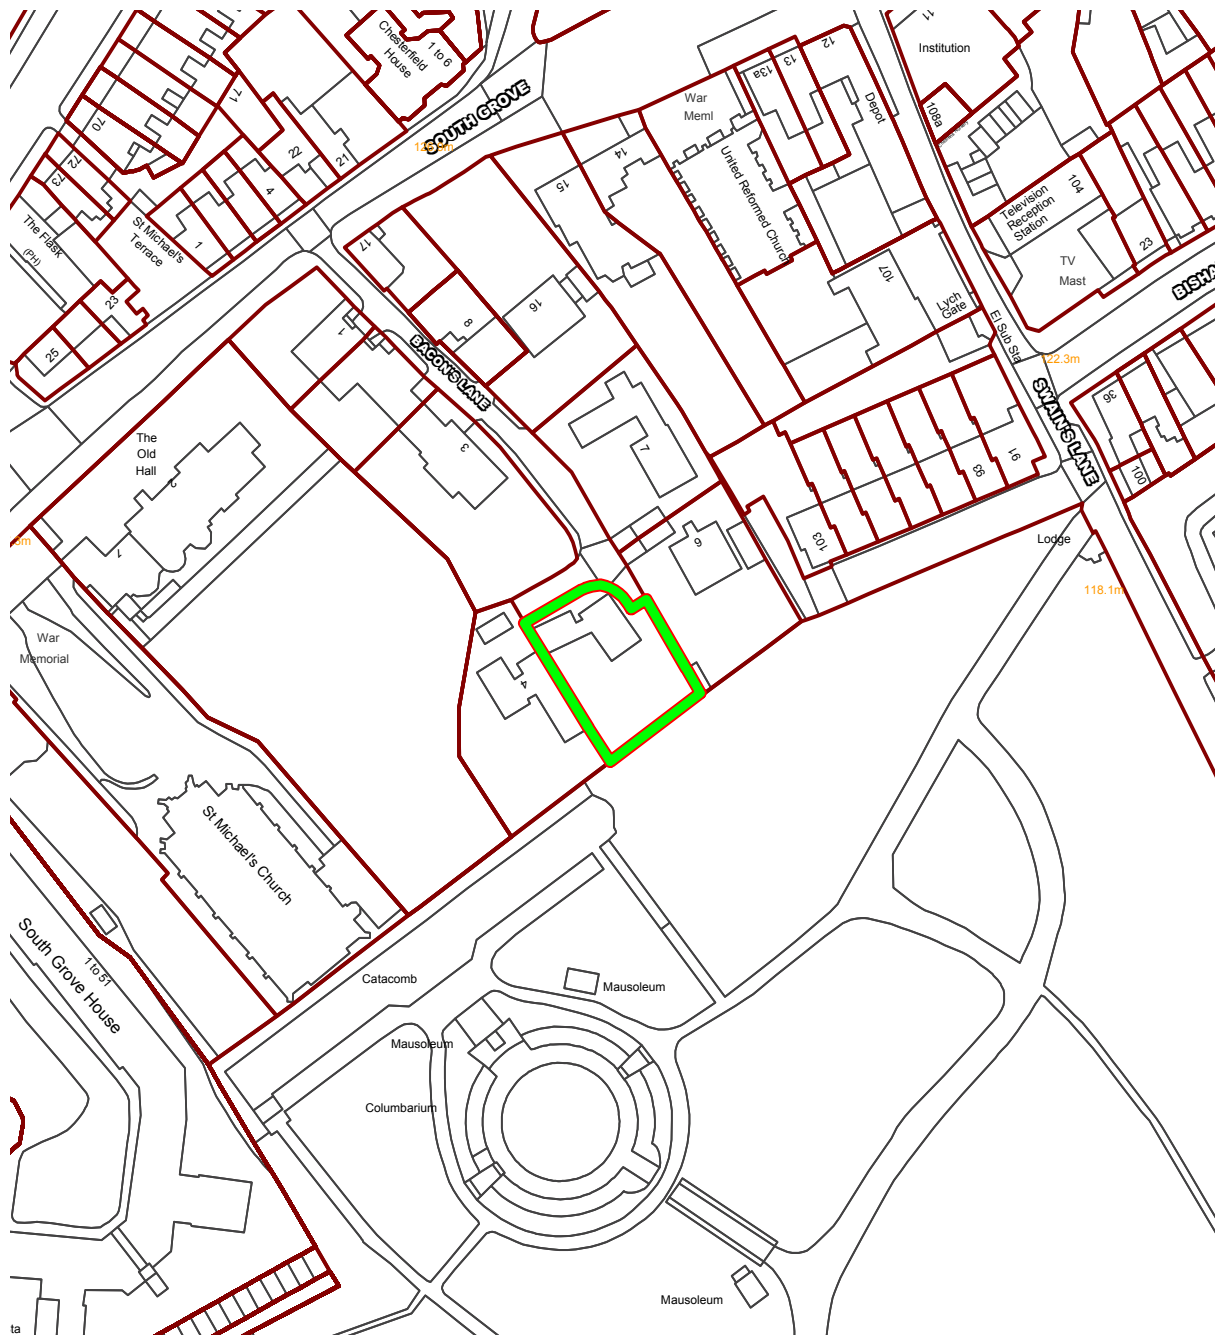 Chesterfield
House
1 to 6
SOUTH GROVE
71
70
72
73
22
21
4
1
St Michael's
Terrace
The Flask
(PH)
23
25
17
8
16
15
14
War
Meml
United Reformed Church
13a
13
12
Depot
Institution
11
108a
104
Television
Reception
Station
TV
Mast
23
107
Lych
Gate
El Sub Sta
122.3m
SWAIN'S LANE
36
100
91
93
103
BACON'S LANE
1
3
7
6
4
The
Old
Hall
2
1
War
Memorial
Lodge
118.1m
St Michael's Church
South Grove House
1 to 51
Catacomb
Mausoleum
Mausoleum
Columbarium
Mausoleum
ta